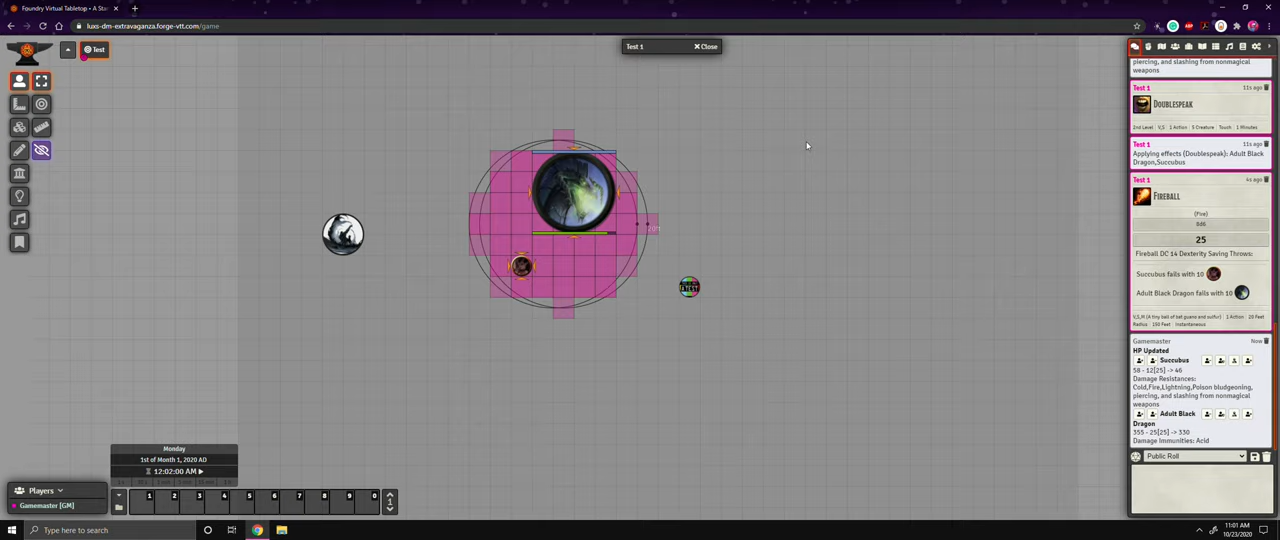 Foundry Virtual Tabletop • A Sta
luxs-dm-extravaganza.forge-vtt.com/game
Test
Test 1
Close
20ft
piercing, and slashing from nonmagical
weapons
Test 1
11s ago
Doublespeak
2nd Level
V,S
1 Action
5 Creature
Touch
1 Minutes
Test 1
11s ago
Applying effects (Doublespeak): Adult Black
Dragon,Succubus
Test 1
4s ago
Fireball
(Fire)
8d6
25
Fireball DC 14 Dexterity Saving Throws:
Succubus fails with 10
Adult Black Dragon fails with 10
V,S,M (A tiny ball of bat guano and sulfur)
1 Action
20 Feet
Radius
150 Feet
Instantaneous
Gamemaster
Now
HP Updated
Succubus
58 - 12[25] -> 46
Damage Resistances:
Cold,Fire,Lightning,Poison bludgeoning,
piercing, and slashing from nonmagical
weapons
Adult Black
Dragon
355 - 25[25] -> 330
Damage Immunities: Acid
Public Roll
Monday
1st of Month 1, 2020 AD
12:02:00 AM
Players
Gamemaster [GM]
1
2
3
4
5
6
7
8
9
0
1
Type here to search
11:01 AM
10/23/2020